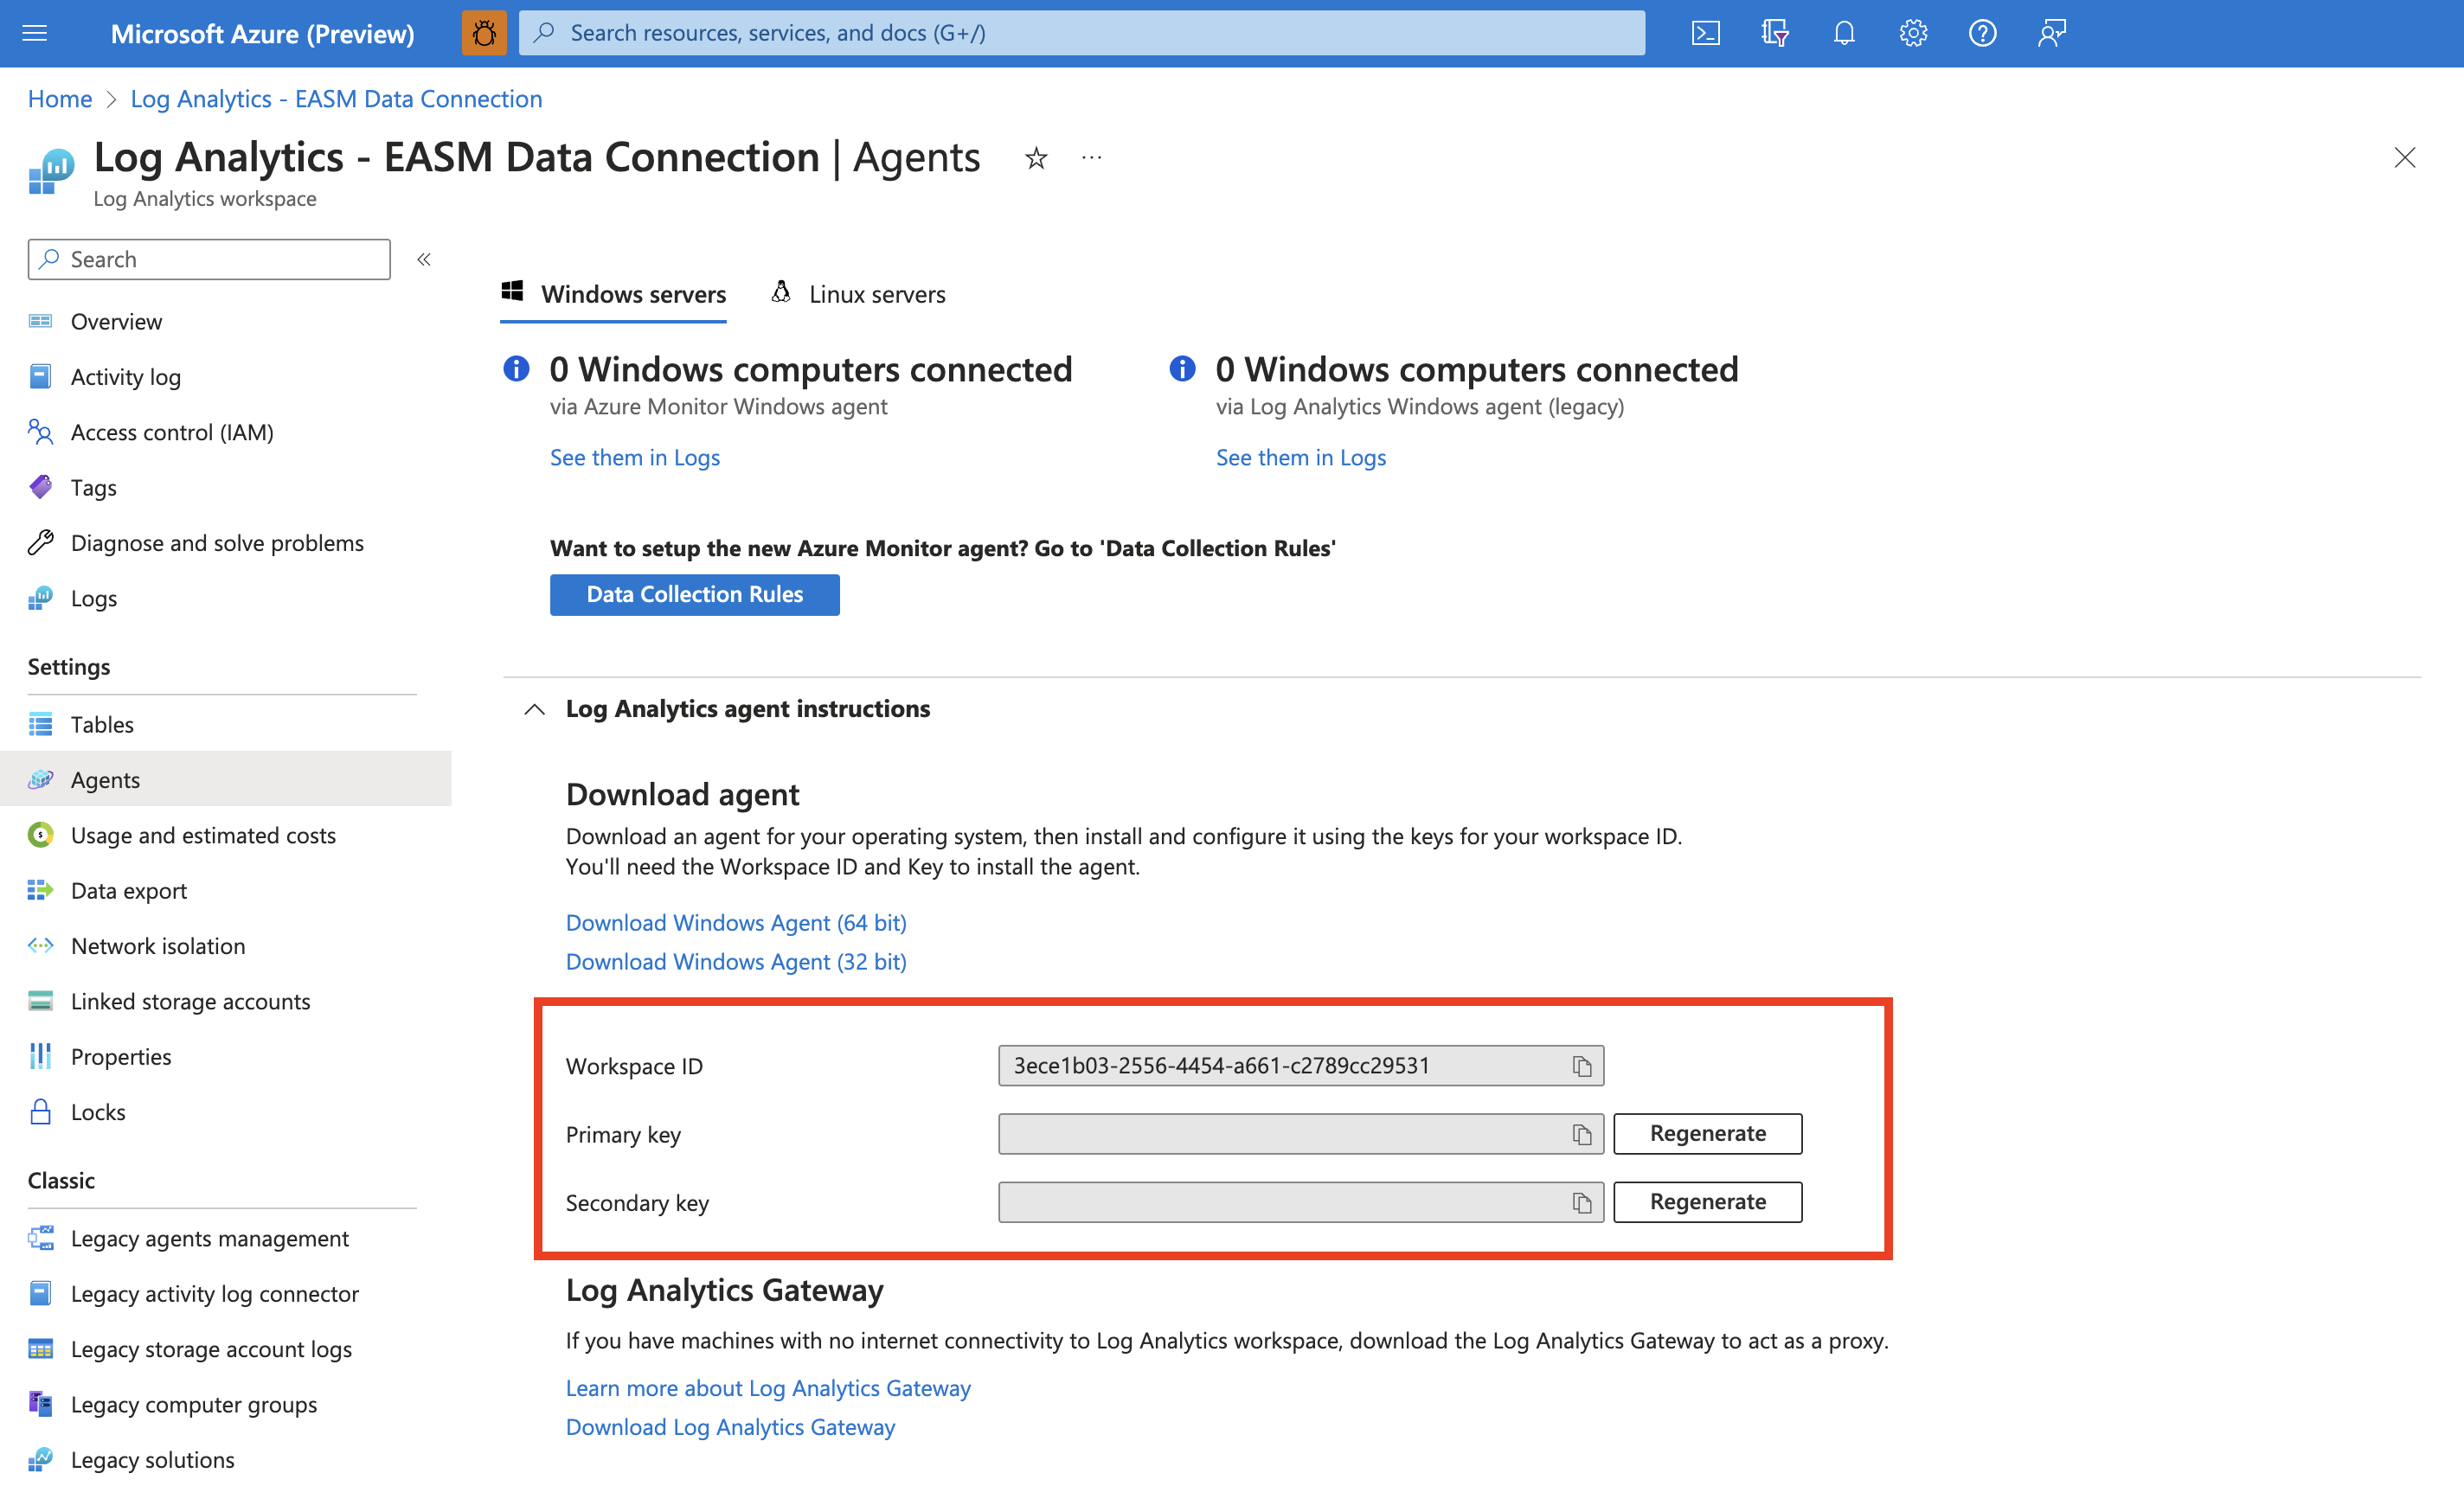 Microsoft Azure (Preview)
Search resources, services, and docs (G+/)
Home > Log Analytics - EASM Data Connection
Log Analytics - EASM Data Connection | Agents
Log Analytics workspace
Search
Overview
Activity log
Access control (IAM)
Tags
Diagnose and solve problems
Logs
Settings
Tables
Agents
Usage and estimated costs
Data export
Network isolation
Linked storage accounts
Properties
Locks
Classic
Legacy agents management
Legacy activity log connector
Legacy storage account logs
Legacy computer groups
Legacy solutions
Windows servers
Linux servers
0 Windows computers connected
via Azure Monitor Windows agent
See them in Logs
0 Windows computers connected
via Log Analytics Windows agent (legacy)
See them in Logs
Want to setup the new Azure Monitor agent? Go to 'Data Collection Rules'
Data Collection Rules
Log Analytics agent instructions
Download agent
Download an agent for your operating system, then install and configure it using the keys for your workspace ID.
You'll need the Workspace ID and Key to install the agent.
Download Windows Agent (64 bit)
Download Windows Agent (32 bit)
Workspace ID 3ece1b03-2556-4454-a661-c2789cc29531
Primary key Regenerate
Secondary key Regenerate
Log Analytics Gateway
If you have machines with no internet connectivity to Log Analytics workspace, download the Log Analytics Gateway to act as a proxy.
Learn more about Log Analytics Gateway
Download Log Analytics Gateway